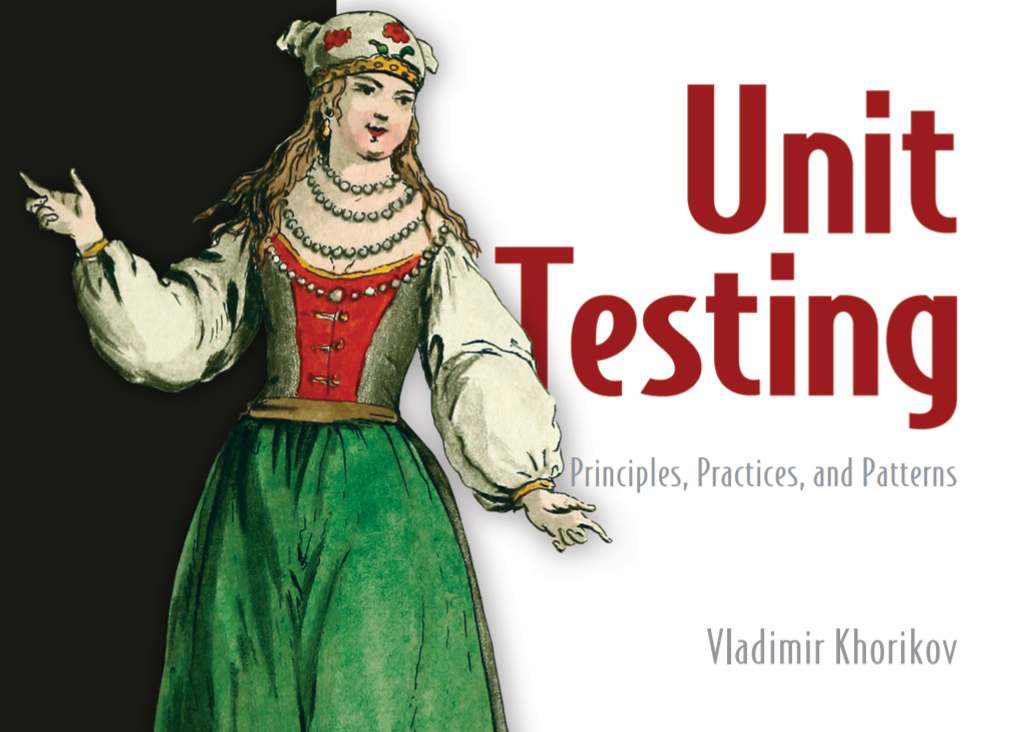 Unit
Testing
Principles, Practices, and Patterns
Vladimir Khorikov